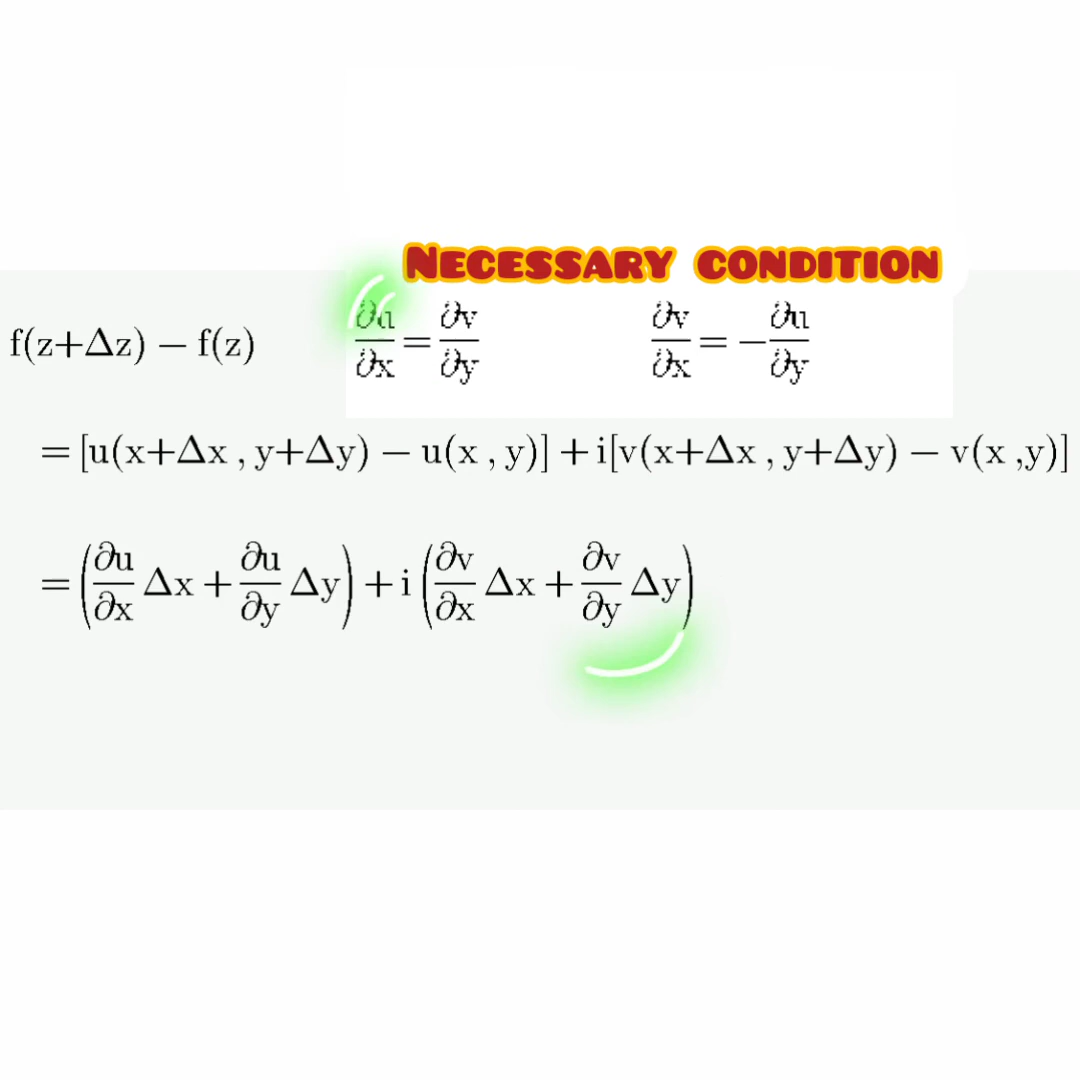 NECESSARY CONDITION
f(z+Δz) − f(z) ∂u/∂x = ∂v/∂y ∂v/∂x = −∂u/∂y
= [u(x+Δx , y+Δy) − u(x , y)] + i[v(x+Δx , y+Δy) − v(x ,y)]
= (∂u/∂x Δx + ∂u/∂y Δy) + i (∂v/∂x Δx + ∂v/∂y Δy)